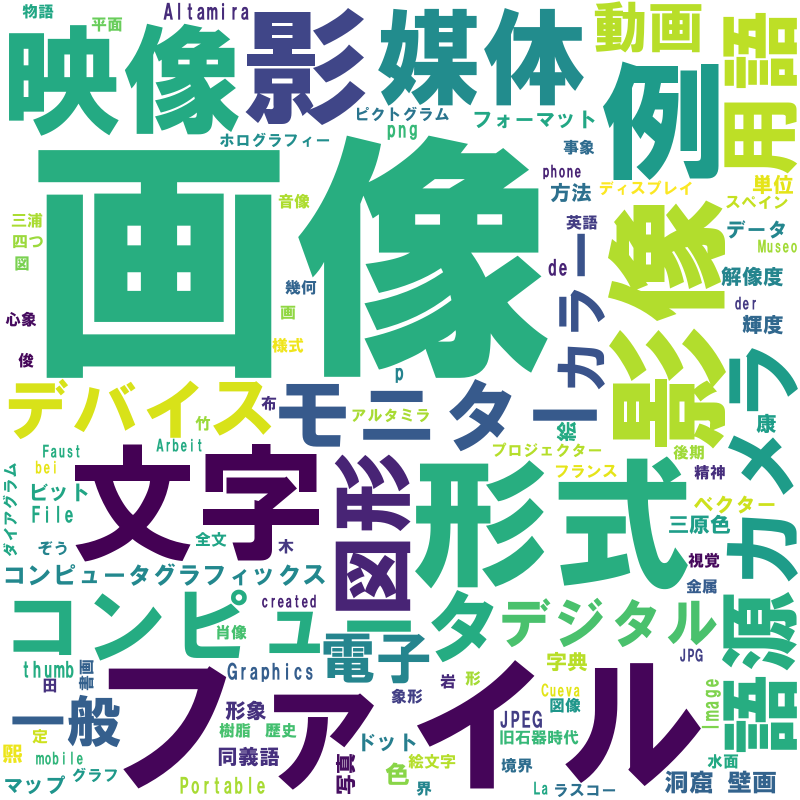 物語
平面
Altamira
映像
影
媒体
動画
用語
例
ピクトグラム
png
フォーマット
ホログラフィー
事象
画像
phone
方法
ディスプレイ
単位
音像
スペイン
三浦
四つ
図
英語
データ
Museo
影像
de
カラー
解像度
幾何
der
画
輝度
心象
俊
様式
p
カメラ
デバイス
モニター
布
竹
アルタミラ
絵
康
Faust
Arbeit
bei
文字
図形
プロジェクター
後期
フランス
精神
形式
ダイアグラム
ビット
File
ベクター
三原色
ぞう
全文
木
視覚
コンピュータグラフィックス
金属
語源
created
コンピュータ
デジタル
肖像
電子
字典
JPG
thumb
田
書画
Graphics
岩
形
Cueva
Image
象形
図像
一般
形象
ファイル
JPEG
樹脂
歴史
旧石器時代
定
熙
同義語
ドット
絵文字
境界
水面
mobile
マップ
グラフ
Portable
写真
色
界
La
ラスコー
洞窟
壁画